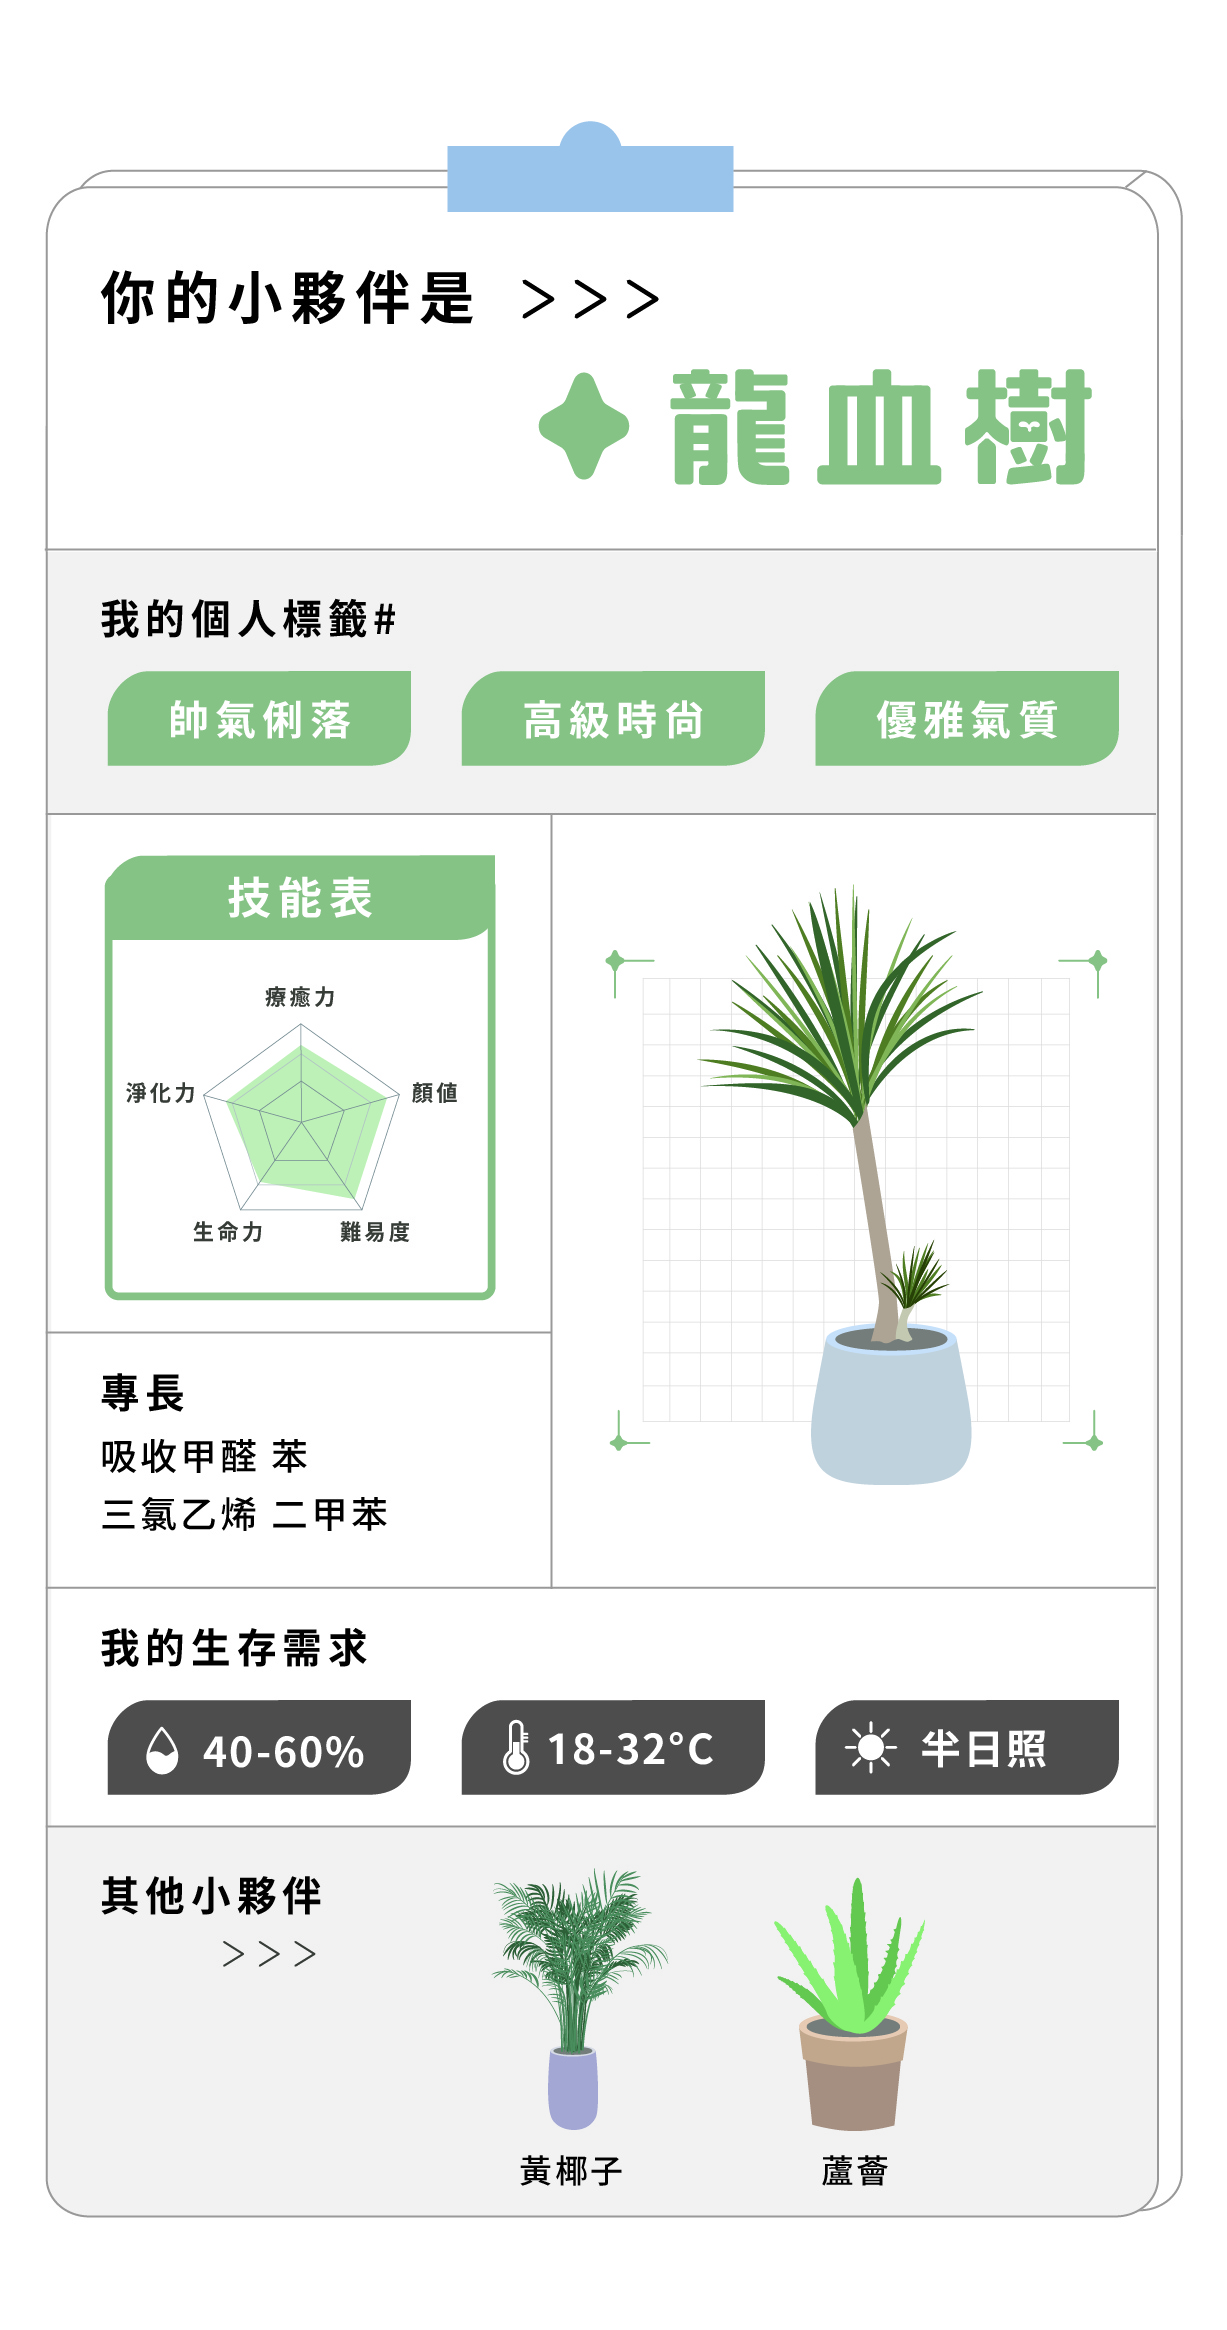 你的小夥伴是 >>>
龍血樹
我的個人標籤#
帥氣俐落 高級時尚 優雅氣質
技能表
療癒力
淨化力 顏值
生命力 難易度
專長
吸收甲醛 苯
三氯乙烯 二甲苯
我的生存需求
40-60% 18-32°C 半日照
其他小夥伴
>>>
黃椰子 蘆薈